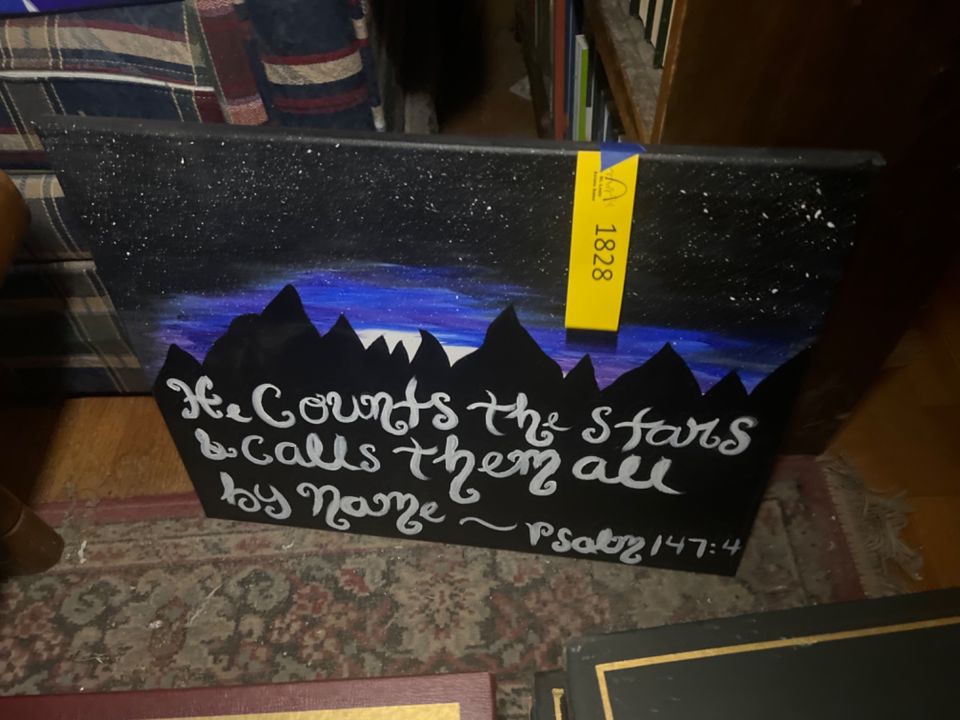 1828
He Counts the stars
& Calls them all
by Name ~ Psalm 147:4